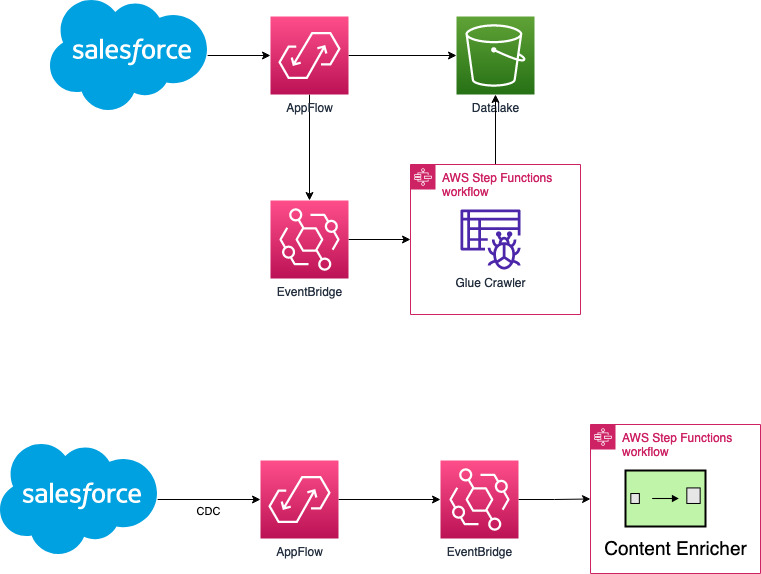 salesforce
AppFlow
Datalake
AWS Step Functions
workflow
Glue Crawler
EventBridge
salesforce
CDC
AppFlow
EventBridge
AWS Step Functions
workflow
Content Enricher